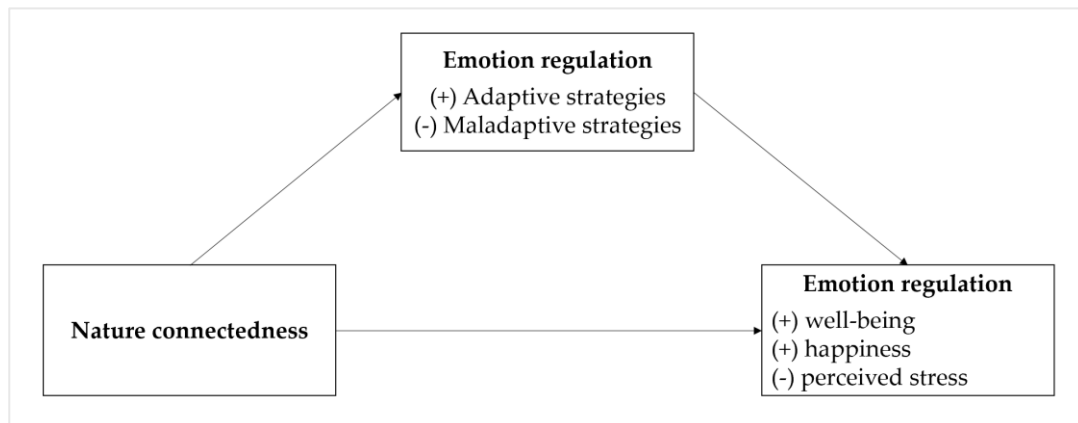 Emotion regulation
(+) Adaptive strategies
(-) Maladaptive strategies
Nature connectedness
Emotion regulation
(+) well-being
(+) happiness
(-) perceived stress